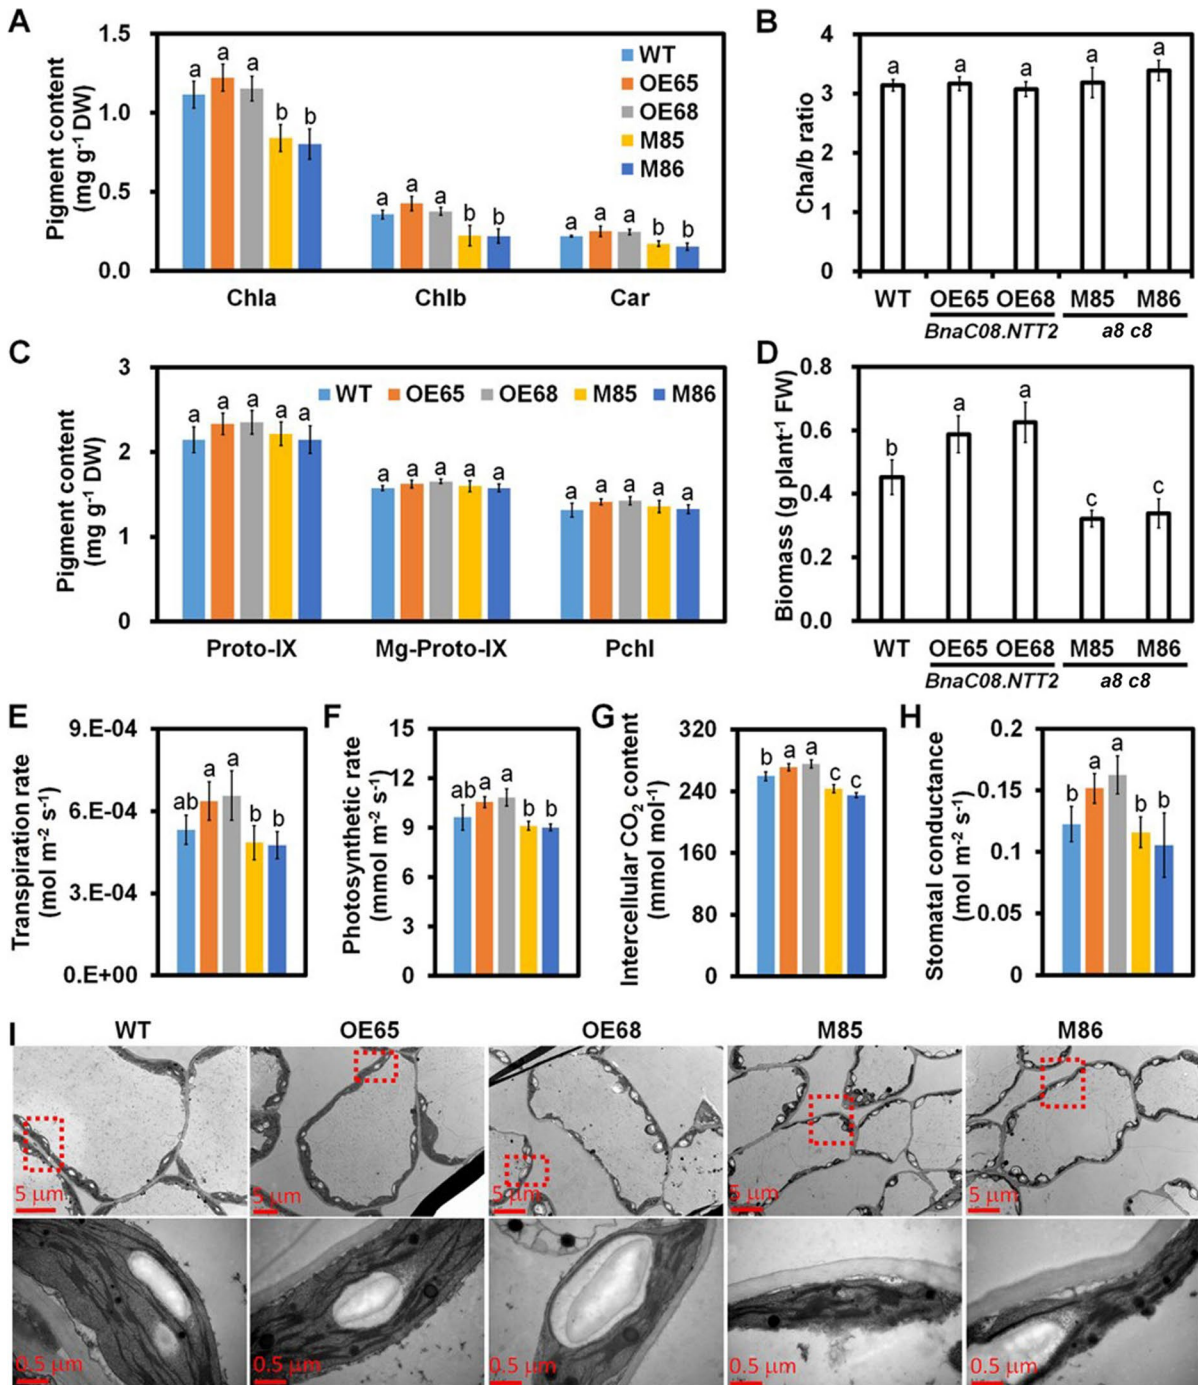 A
Pigment content
(mg g⁻¹ DW)
1.5
1.0
0.5
0.0
a a a b b
a a a b b
a a a b b
WT
OE65
OE68
M85
M86
Chla Chlb Car
B
Cha/b ratio
4
3
2
1
0
a a a a a
WT OE65 OE68 M85 M86
BnaC08.NTT2 a8 c8
C
Pigment content
(mg g⁻¹ DW)
3
2
1
0
WT OE65 OE68 M85 M86
a a a a a
a a a a a
a a a a a
Proto-IX Mg-Proto-IX Pchl
D
Biomass (g plant⁻¹ FW)
0.8
0.6
0.4
0.2
0.0
b a a c c
WT OE65 OE68 M85 M86
BnaC08.NTT2 a8 c8
E
Transpiration rate
(mol m⁻² s⁻¹)
9.E-04
6.E-04
3.E-04
0.E+00
ab a a b b
F
Photosynthetic rate
(mmol m⁻² s⁻¹)
15
12
9
6
3
0
ab a a b b
G
Intercellular CO₂ content
(mmol mol⁻¹)
320
240
160
80
0
b a a c c
H
Stomatal conductance
(mol m⁻² s⁻¹)
0.2
0.15
0.1
0.05
0
b a a b b
I
WT OE65 OE68 M85 M86
5 μm 5 μm 5 μm 5 μm 5 μm
0.5 μm 0.5 μm 0.5 μm 0.5 μm 0.5 μm